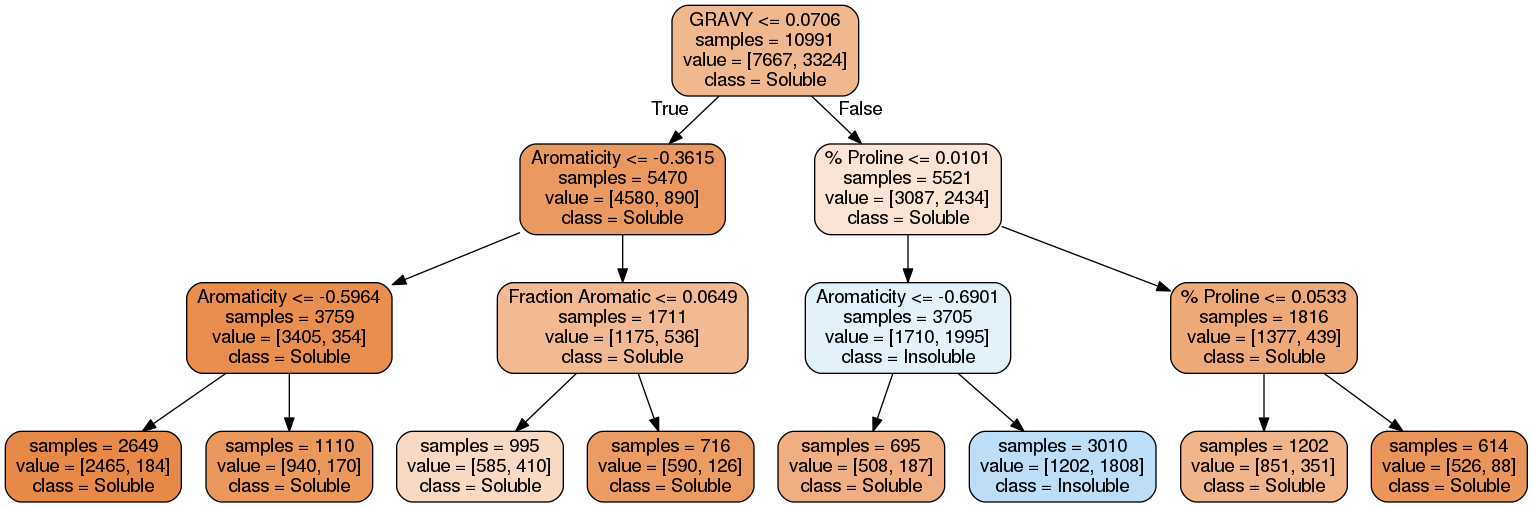 GRAVY <= 0.0706
samples = 10991
value = [7667, 3324]
class = Soluble
True
False
Aromaticity <= -0.3615
samples = 5470
value = [4580, 890]
class = Soluble
% Proline <= 0.0101
samples = 5521
value = [3087, 2434]
class = Soluble
Aromaticity <= -0.5964
samples = 3759
value = [3405, 354]
class = Soluble
Fraction Aromatic <= 0.0649
samples = 1711
value = [1175, 536]
class = Soluble
Aromaticity <= -0.6901
samples = 3705
value = [1710, 1995]
class = Insoluble
% Proline <= 0.0533
samples = 1816
value = [1377, 439]
class = Soluble
samples = 2649
value = [2465, 184]
class = Soluble
samples = 1110
value = [940, 170]
class = Soluble
samples = 995
value = [585, 410]
class = Soluble
samples = 716
value = [590, 126]
class = Soluble
samples = 695
value = [508, 187]
class = Soluble
samples = 3010
value = [1202, 1808]
class = Insoluble
samples = 1202
value = [851, 351]
class = Soluble
samples = 614
value = [526, 88]
class = Soluble